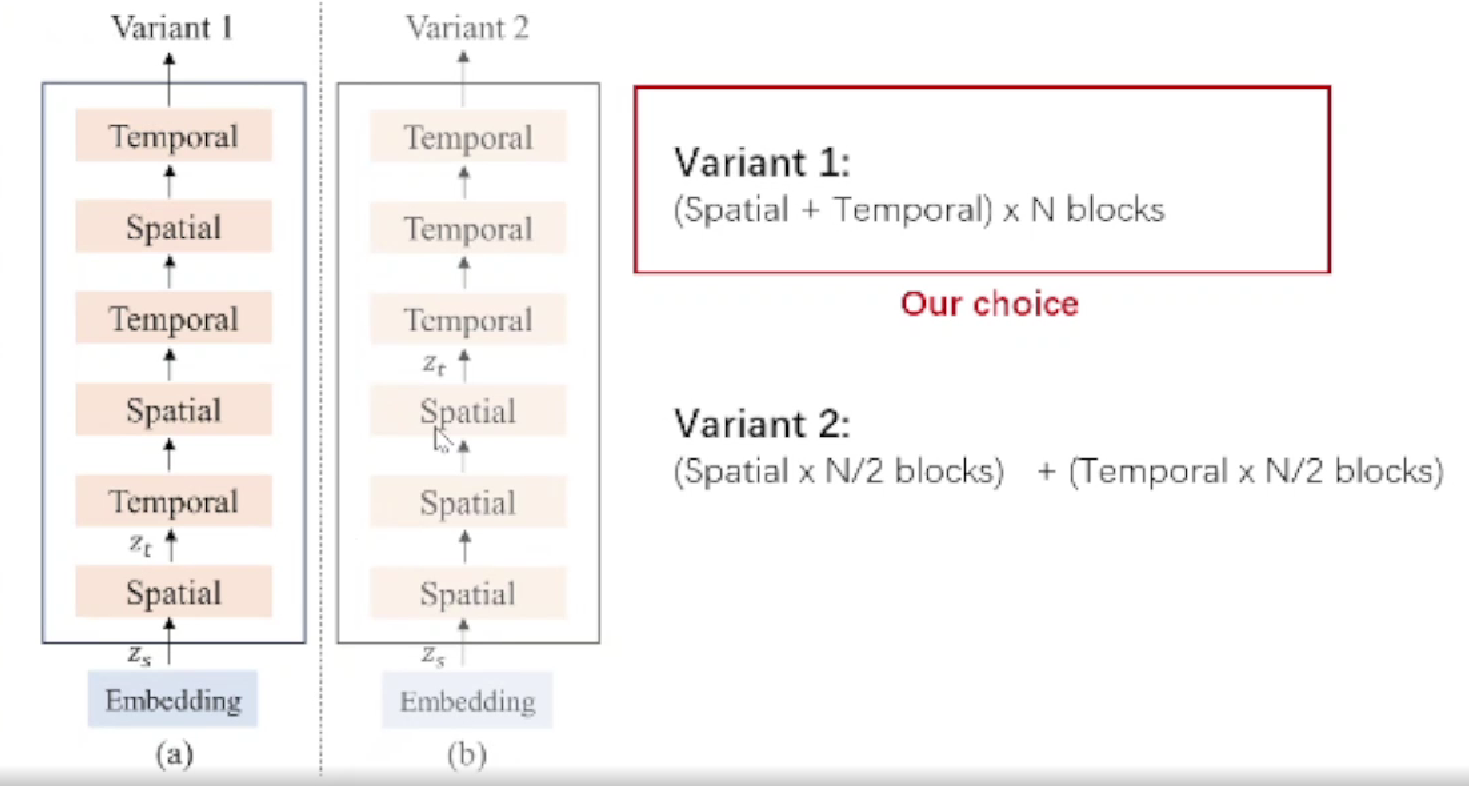 Variant 1
Temporal
Spatial
Temporal
Spatial
Temporal
z_t
Spatial
z_s
Embedding
(a)
Variant 2
Temporal
Temporal
Temporal
z_t
Spatial
Spatial
Spatial
z_s
Embedding
(b)
Variant 1:
(Spatial + Temporal) x N blocks
Our choice
Variant 2:
(Spatial x N/2 blocks) + (Temporal x N/2 blocks)